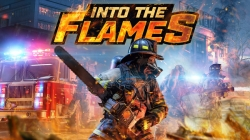 INTO THE
FLAMES